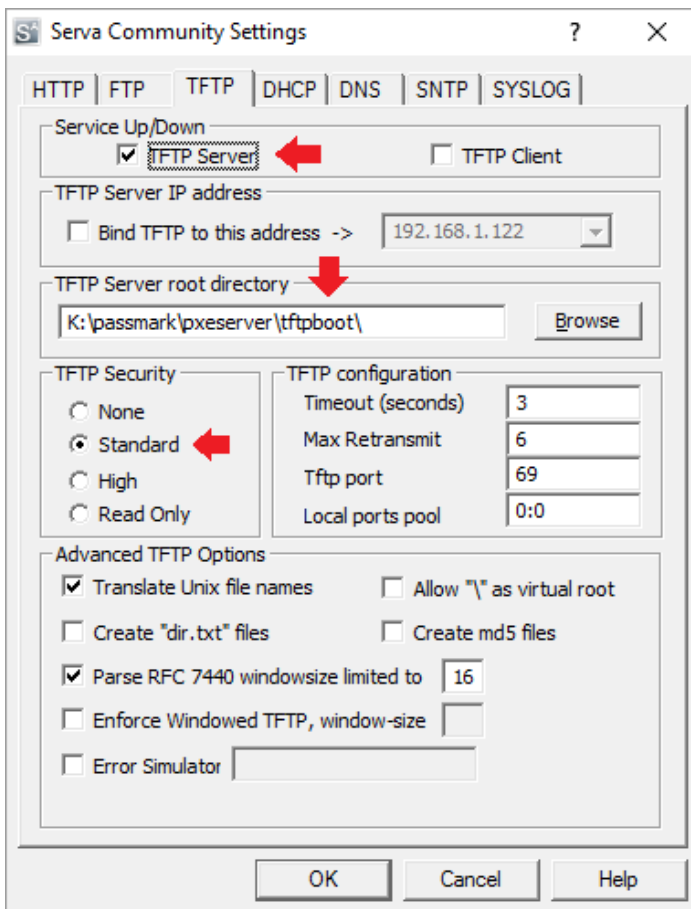 Serva Community Settings ?
HTTP FTP TFTP DHCP DNS SNTP SYSLOG
Service Up/Down
TFTP Server TFTP Client
TFTP Server IP address
Bind TFTP to this address -> 192.168.1.122
TFTP Server root directory
K:\passmark\pxeserver\tftpboot\ Browse
TFTP Security
None
Standard
High
Read Only
TFTP configuration
Timeout (seconds) 3
Max Retransmit 6
Tftp port 69
Local ports pool 0:0
Advanced TFTP Options
Translate Unix file names Allow "\" as virtual root
Create "dir.txt" files Create md5 files
Parse RFC 7440 windowsize limited to 16
Enforce Windowed TFTP, window-size
Error Simulator
OK Cancel Help